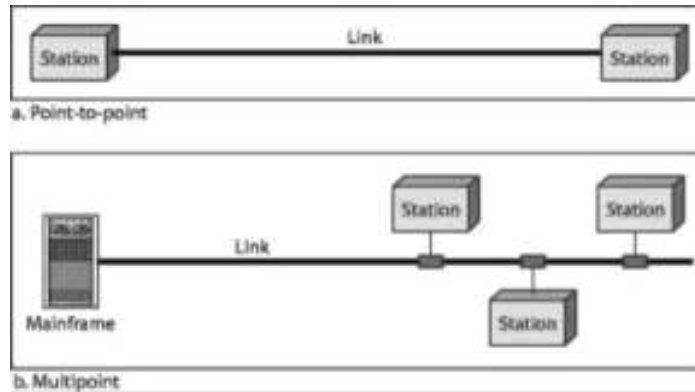 Link
Station
Station
a. Point-to-point
Station
Station
Link
Mainframe
Station
b. Multipoint